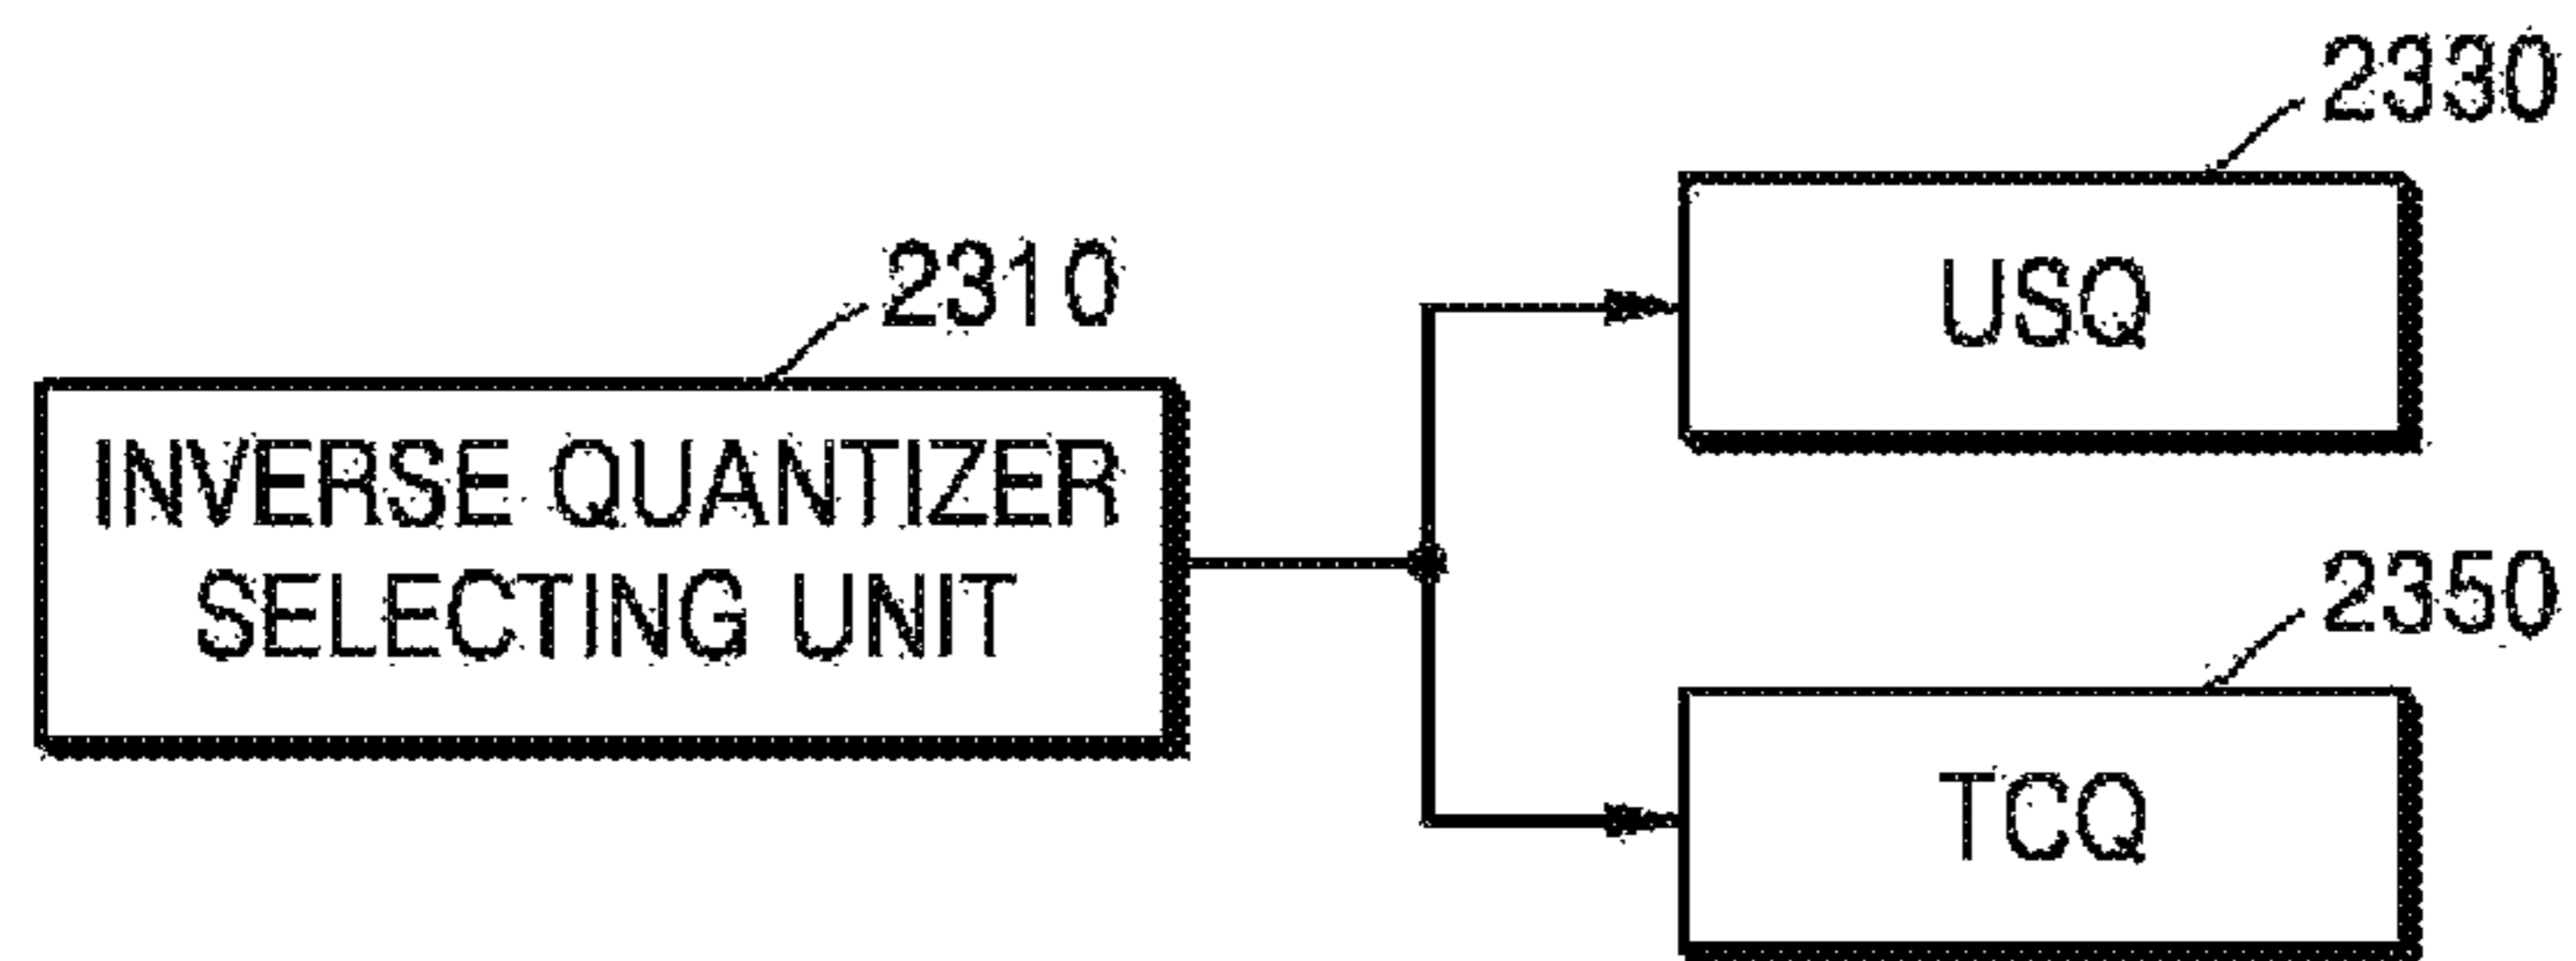 2330
USQ
2310
INVERSE QUANTIZER
SELECTING UNIT
2350
TCQ